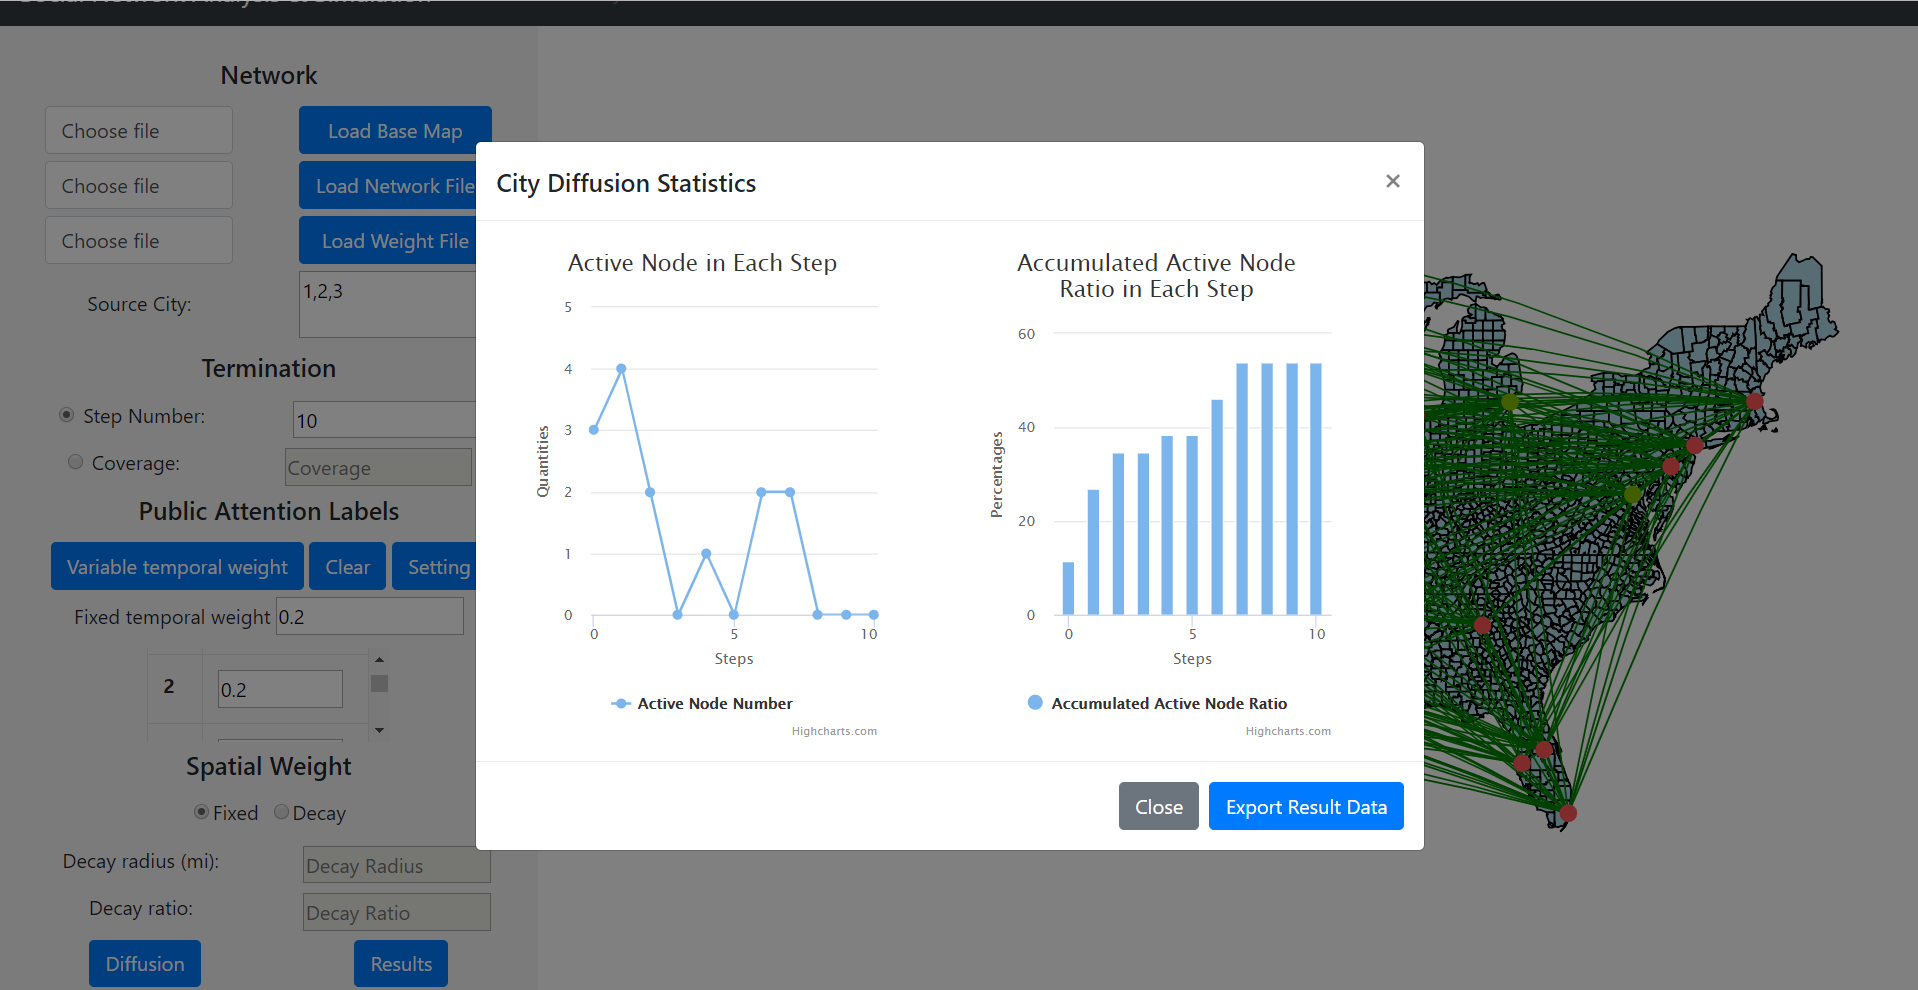 Network
Choose file
Load Base Map
Choose file
Load Network File
Choose file
Load Weight File
Source City:
1,2,3
Termination
Step Number:
10
Coverage:
Coverage
Public Attention Labels
Variable temporal weight
Clear
Setting
Fixed temporal weight
0.2
2
0.2
Spatial Weight
Fixed
Decay
Decay radius (mi):
Decay Radius
Decay ratio:
Decay Ratio
Diffusion
Results
City Diffusion Statistics
×
Active Node in Each Step
5
4
3
2
1
0
Quantities
0
5
10
Steps
Active Node Number
Highcharts.com
Accumulated Active Node
Ratio in Each Step
60
40
20
0
Percentages
0
5
10
Steps
Accumulated Active Node Ratio
Highcharts.com
Close
Export Result Data